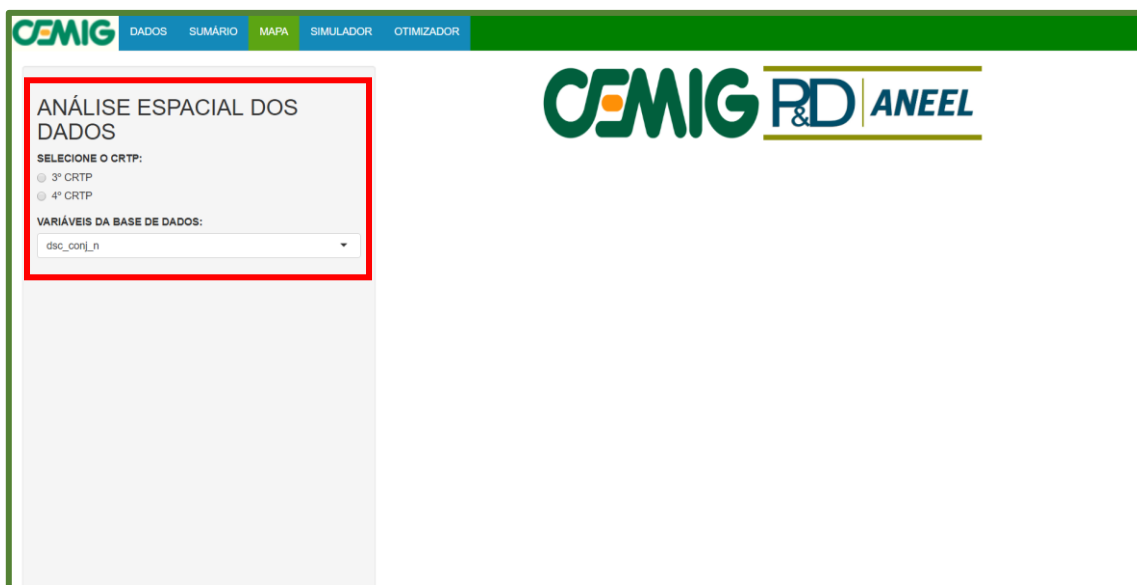 CEMIG DADOS SUMÁRIO MAPA SIMULADOR OTIMIZADOR
CEMIG P&D ANEEL
ANÁLISE ESPACIAL DOS
DADOS
SELECIONE O CRTP:
3º CRTP
4º CRTP
VARIÁVEIS DA BASE DE DADOS:
dsc_conj_n